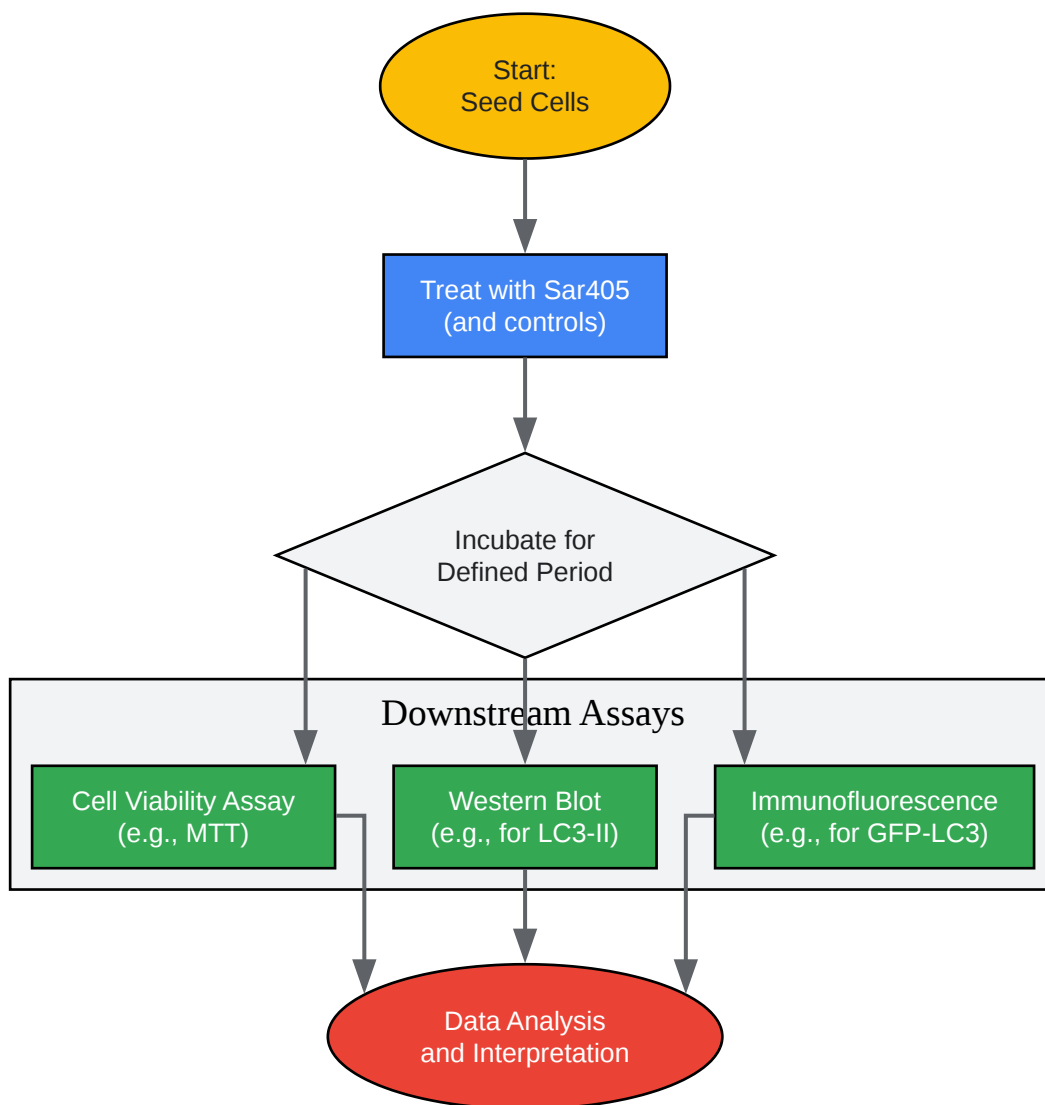 Start:
Seed Cells
Treat with Sar405
(and controls)
Incubate for
Defined Period
Downstream Assays
Cell Viability Assay
(e.g., MTT)
Western Blot
(e.g., for LC3-II)
Immunofluorescence
(e.g., for GFP-LC3)
Data Analysis
and Interpretation